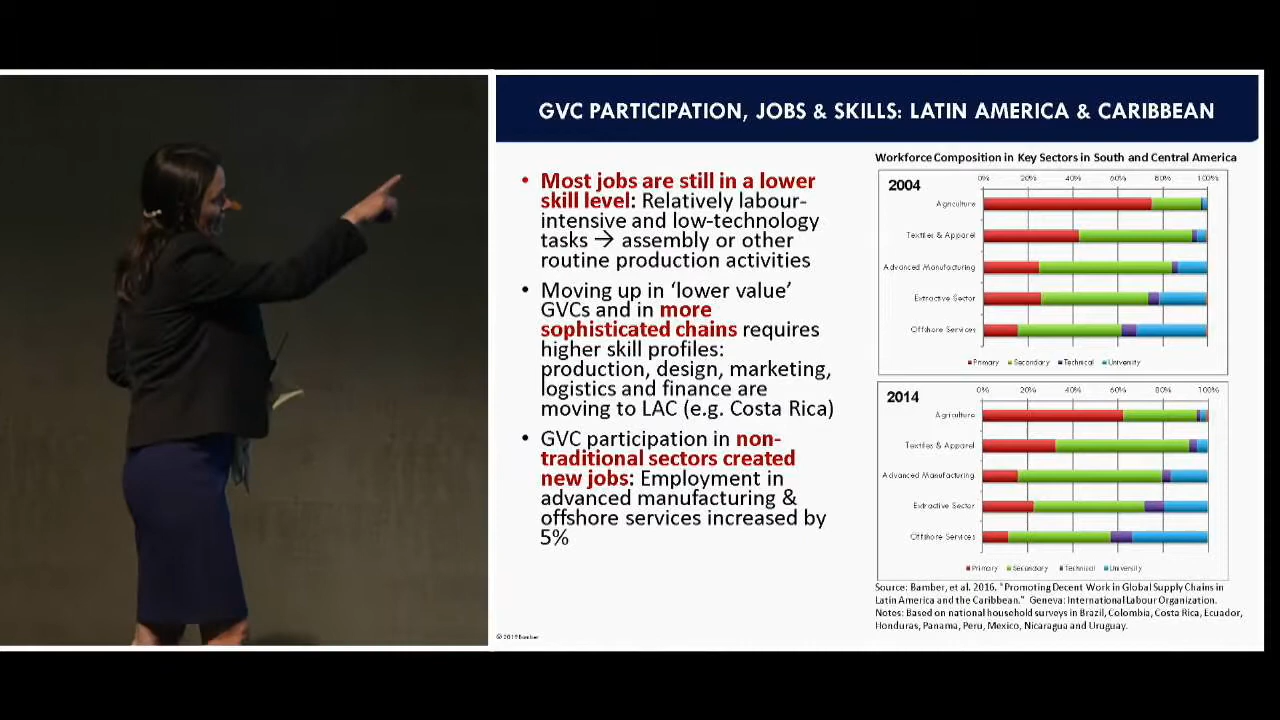 GVC PARTICIPATION, JOBS & SKILLS: LATIN AMERICA & CARIBBEAN
• Most jobs are still in a lower
skill level: Relatively labour-
intensive and low-technology
tasks → assembly or other
routine production activities
• Moving up in ‘lower value’
GVCs and in more
sophisticated chains requires
higher skill profiles:
production, design, marketing,
logistics and finance are
moving to LAC (e.g. Costa Rica)
• GVC participation in non-
traditional sectors created
new jobs: Employment in
advanced manufacturing &
offshore services increased by
5%
Workforce Composition in Key Sectors in South and Central America
2004
0% 20% 40% 60% 80% 100%
Agriculture
Textiles & Apparel
Advanced Manufacturing
Extractive Sector
Offshore Services
Primary Secondary Technical University
2014
0% 20% 40% 60% 80% 100%
Agriculture
Textiles & Apparel
Advanced Manufacturing
Extractive Sector
Offshore Services
Primary Secondary Technical University
Source: Bamber, et al. 2016. "Promoting Decent Work in Global Supply Chains in
Latin America and the Caribbean." Geneva: International Labour Organization.
Notes: Based on national household surveys in Brazil, Colombia, Costa Rica, Ecuador,
Honduras, Panama, Peru, Mexico, Nicaragua and Uruguay.
© 2019 Bamber